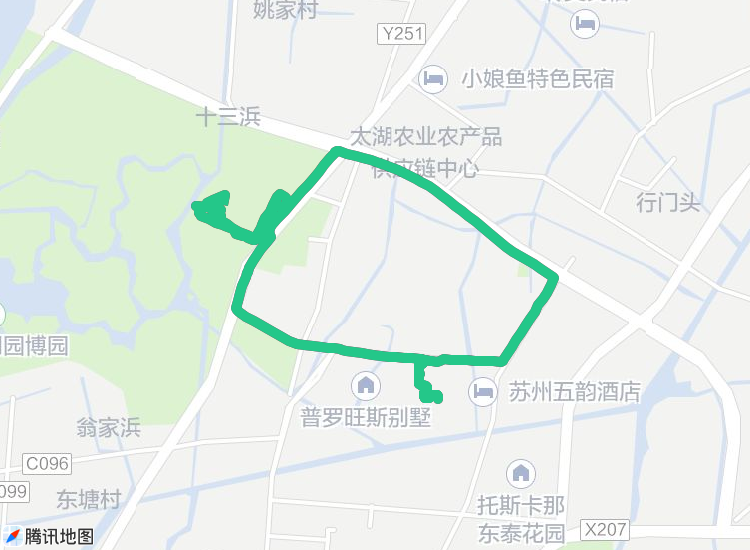 姚家村
Y251
小娘鱼特色民宿
十三浜
太湖农业农产品
供应链中心
行门头
园博园
苏州五韵酒店
普罗旺斯别墅
翁家浜
C096
099
东塘村
托斯卡那
东泰花园
X207
腾讯地图